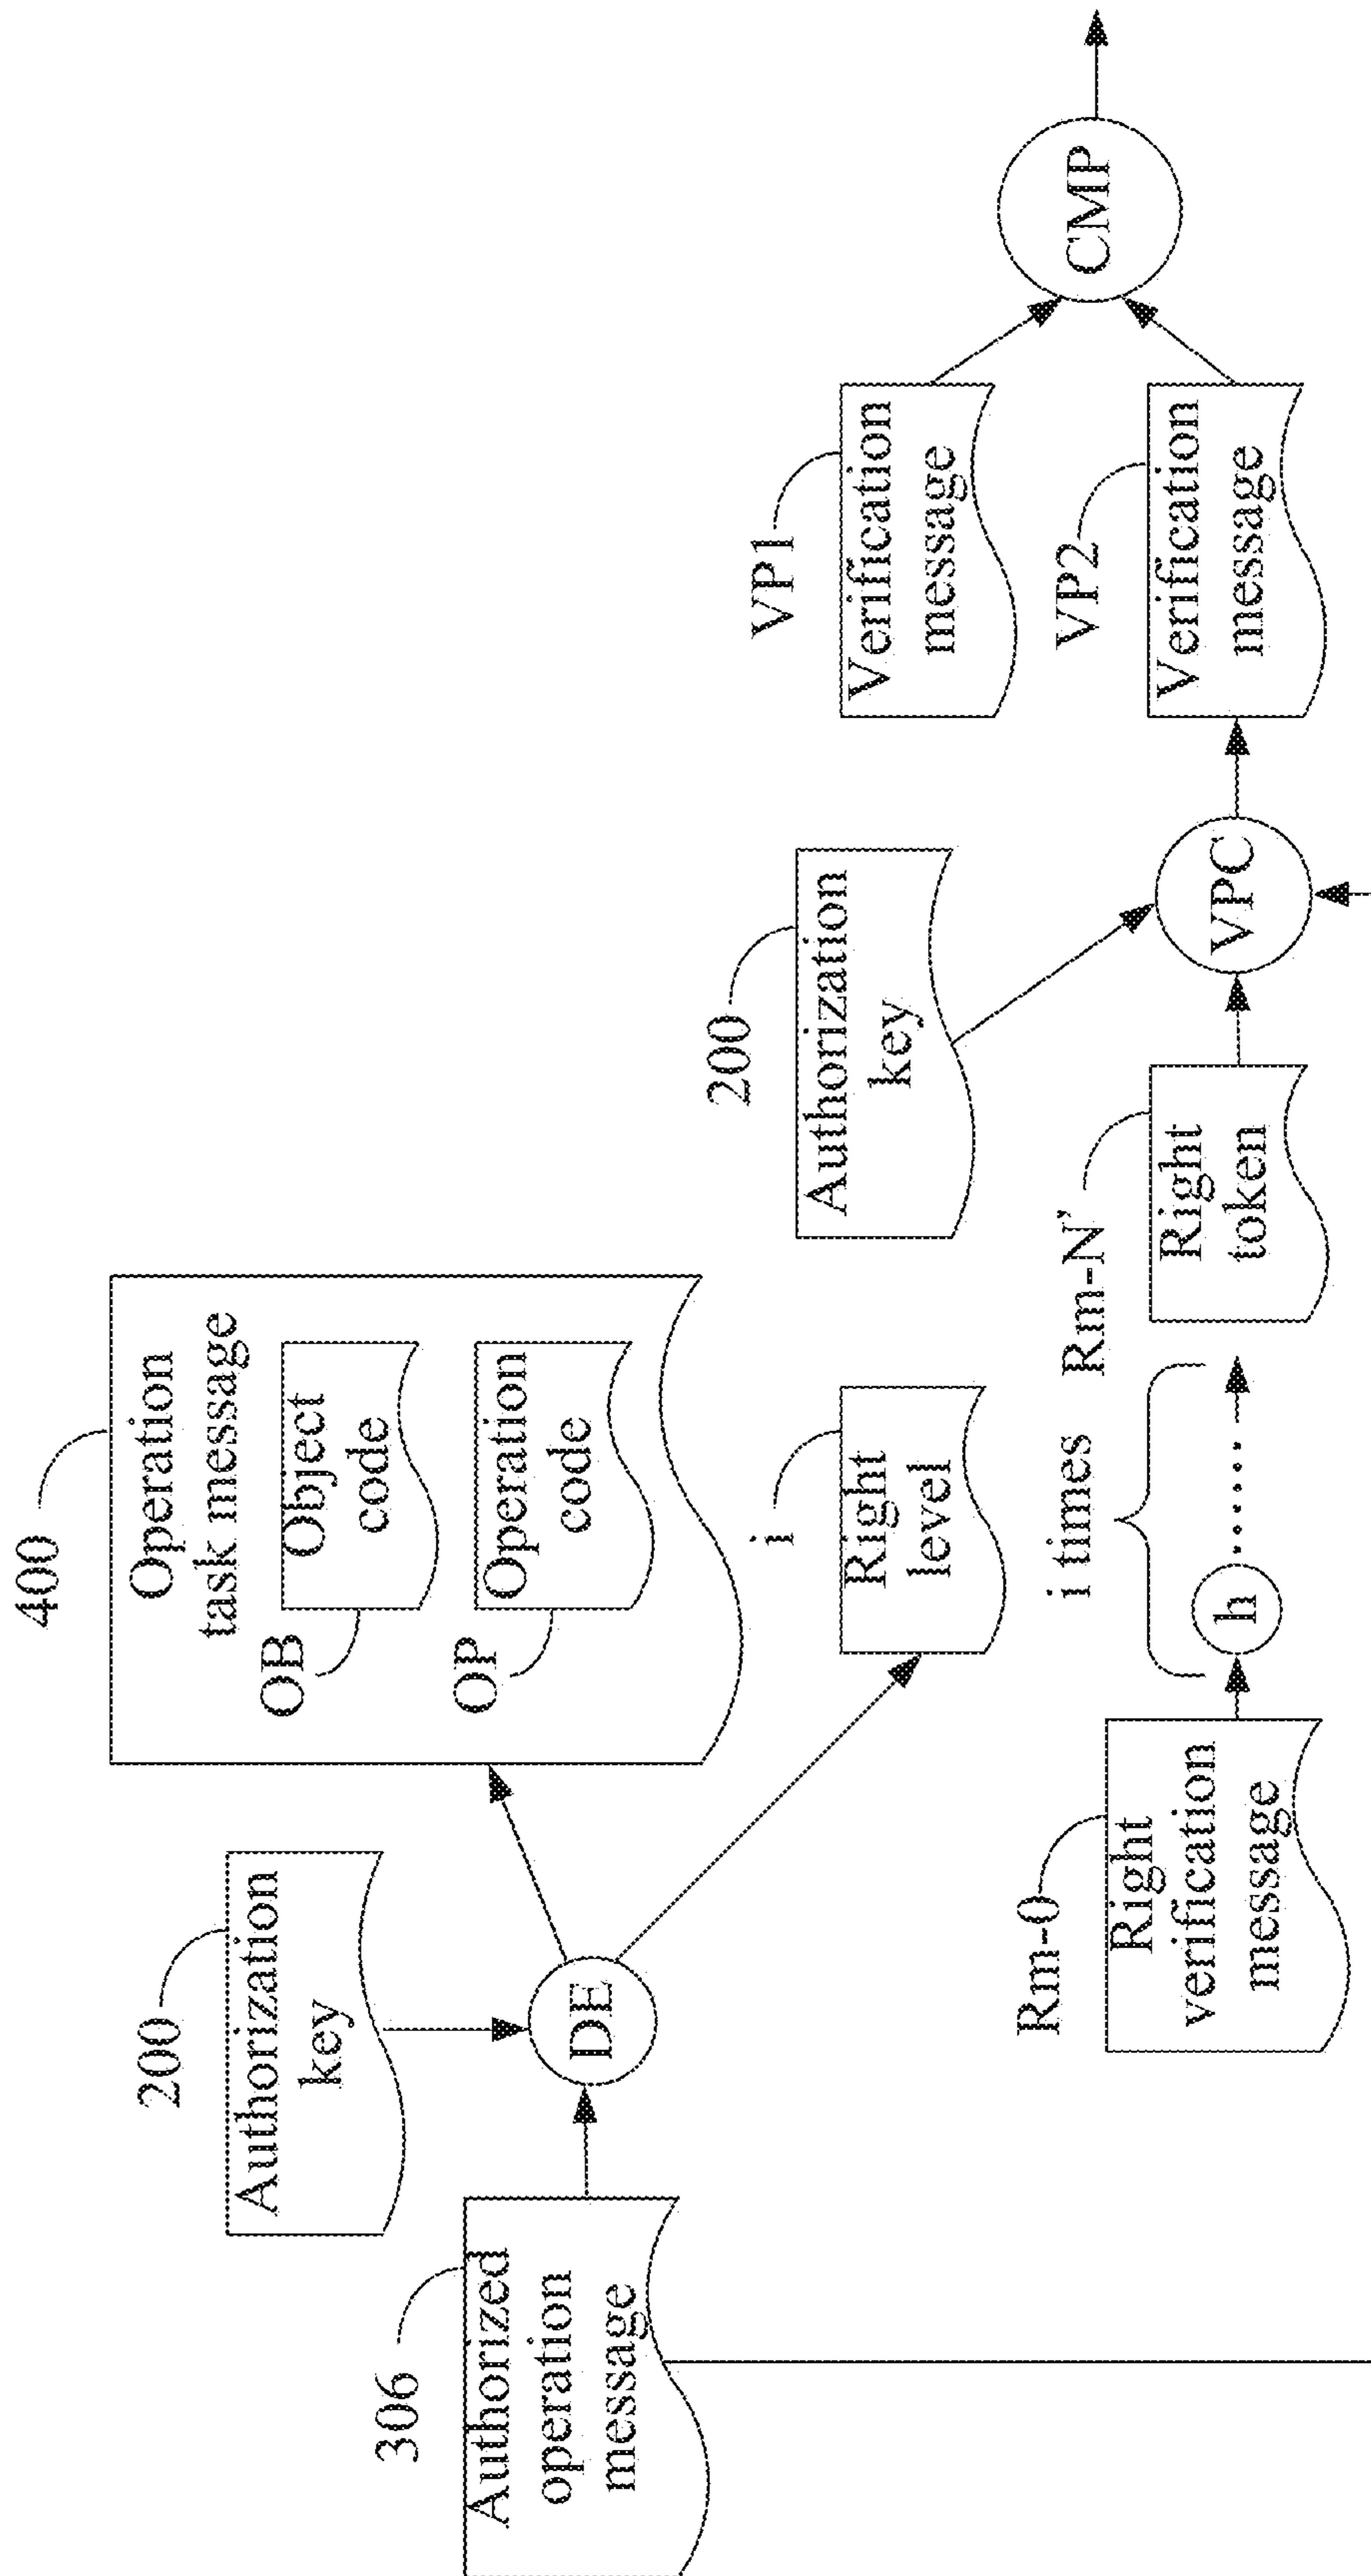 400
Operation
task message
OB
Object
code
OP
Operation
code
200
Authorization
key
306
Authorized
operation
message
DE
i
Right
level
200
Authorization
key
VP1
Verification
message
Rm-0
Right
verification
message
h
i times
Rm-N'
Right
token
VPC
VP2
Verification
message
CMP